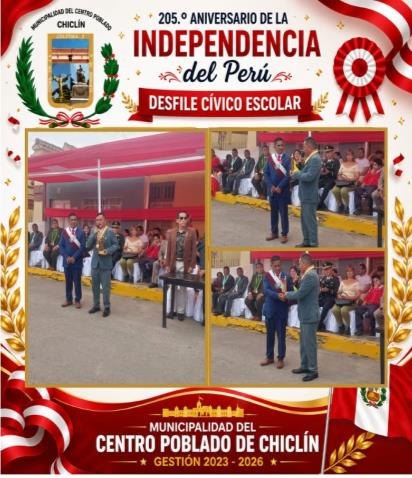 MUNICIPALIDAD DEL CENTRO POBLADO
CHICLÍN
205.º ANIVERSARIO DE LA
INDEPENDENCIA
del Perú
DESFILE CÍVICO ESCOLAR
MUNICIPALIDAD DEL
CENTRO POBLADO DE CHICLÍN
GESTIÓN 2023 - 2026